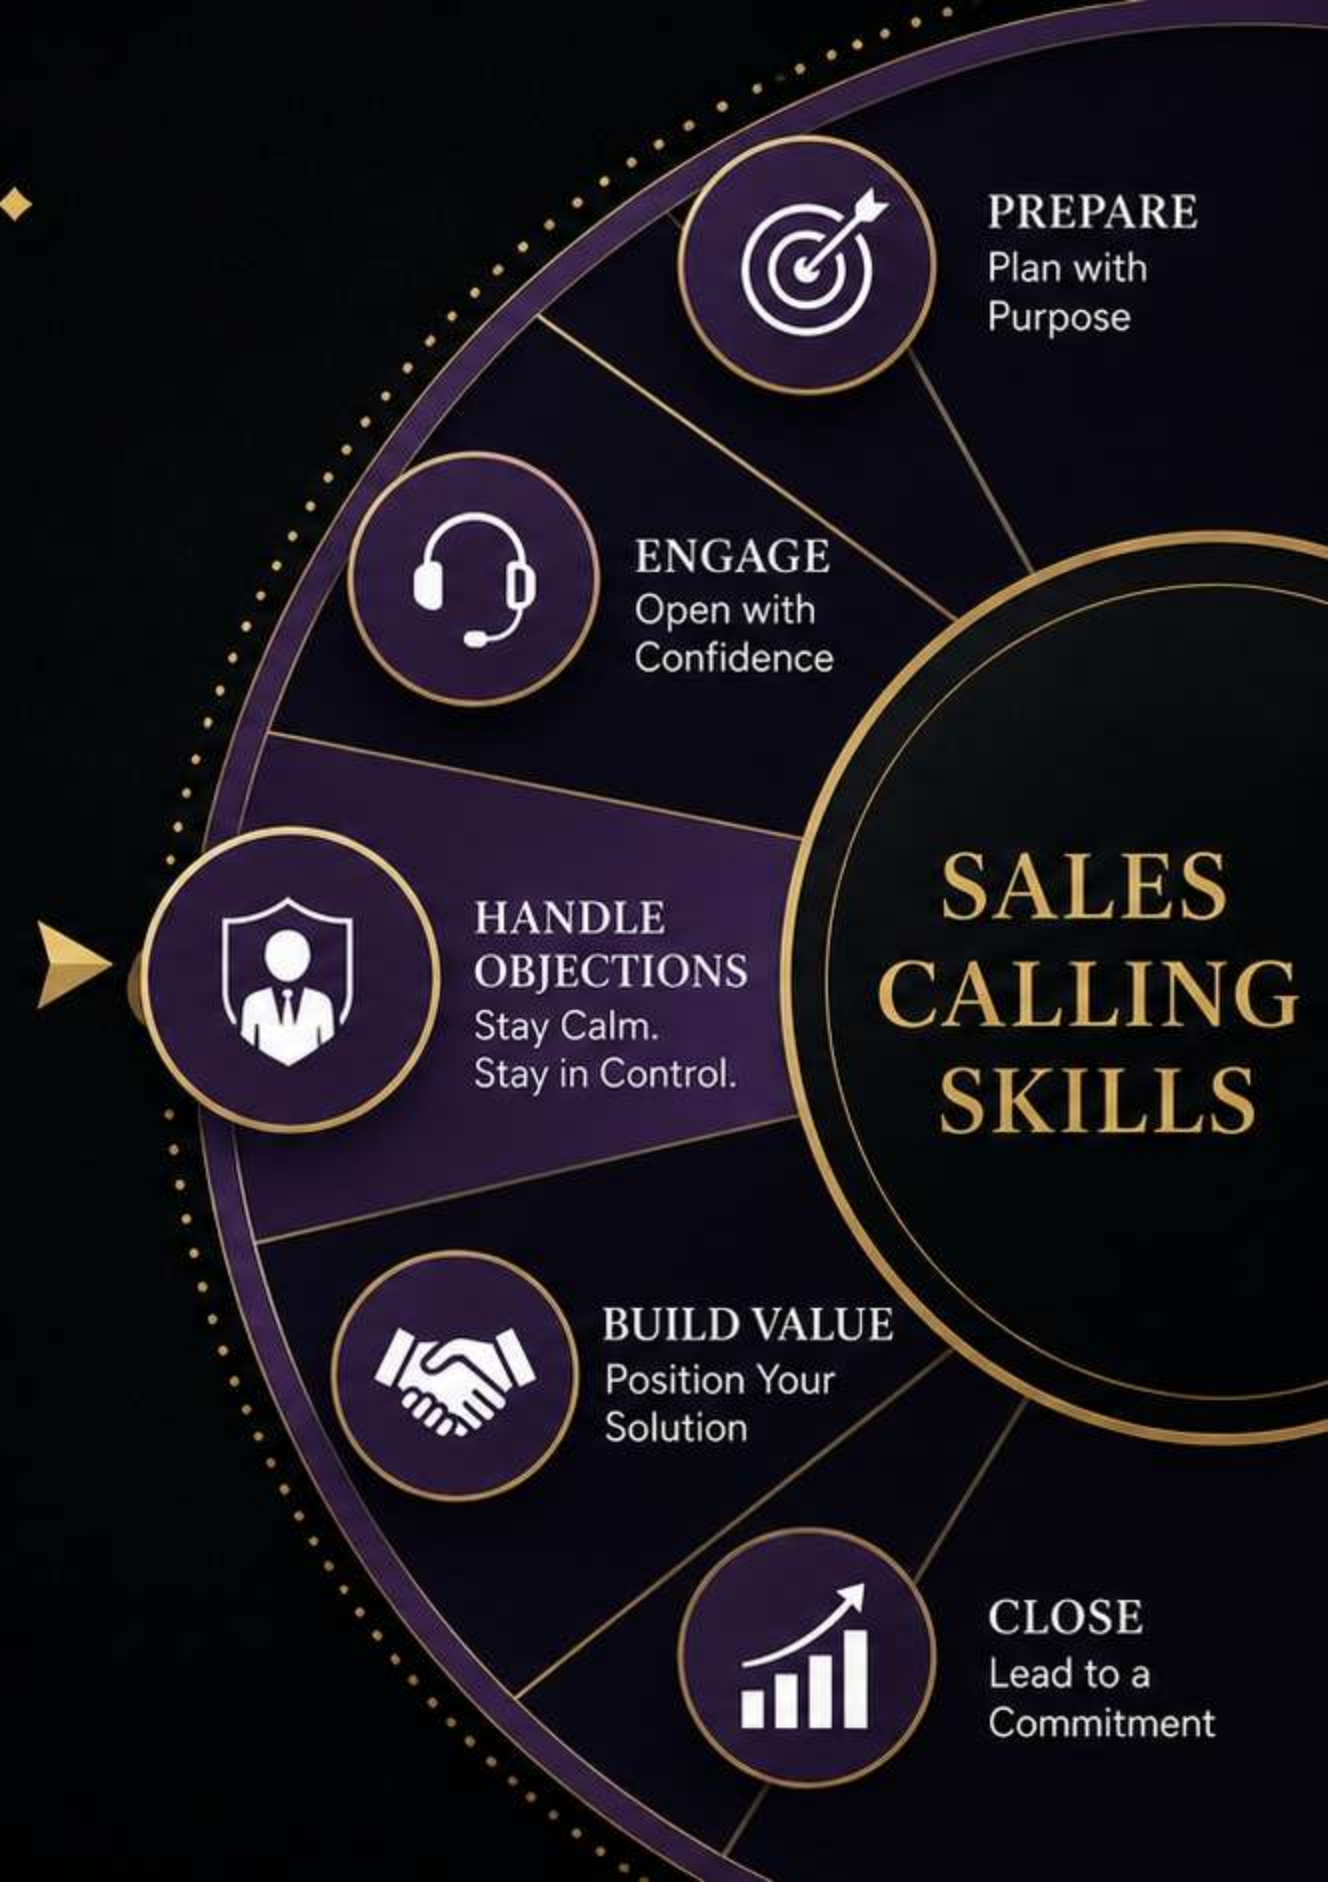 PREPARE
Plan with
Purpose
ENGAGE
Open with
Confidence
HANDLE
OBJECTIONS
Stay Calm.
Stay in Control.
SALES
CALLING
SKILLS
BUILD VALUE
Position Your
Solution
CLOSE
Lead to a
Commitment